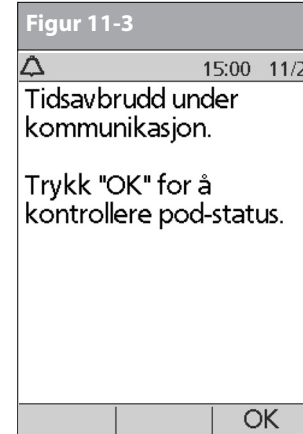 Figur 11-3
15:00 11/2
Tidsavbrudd under
kommunikasjon.
Trykk "OK" for å
kontrollere pod-status.
OK